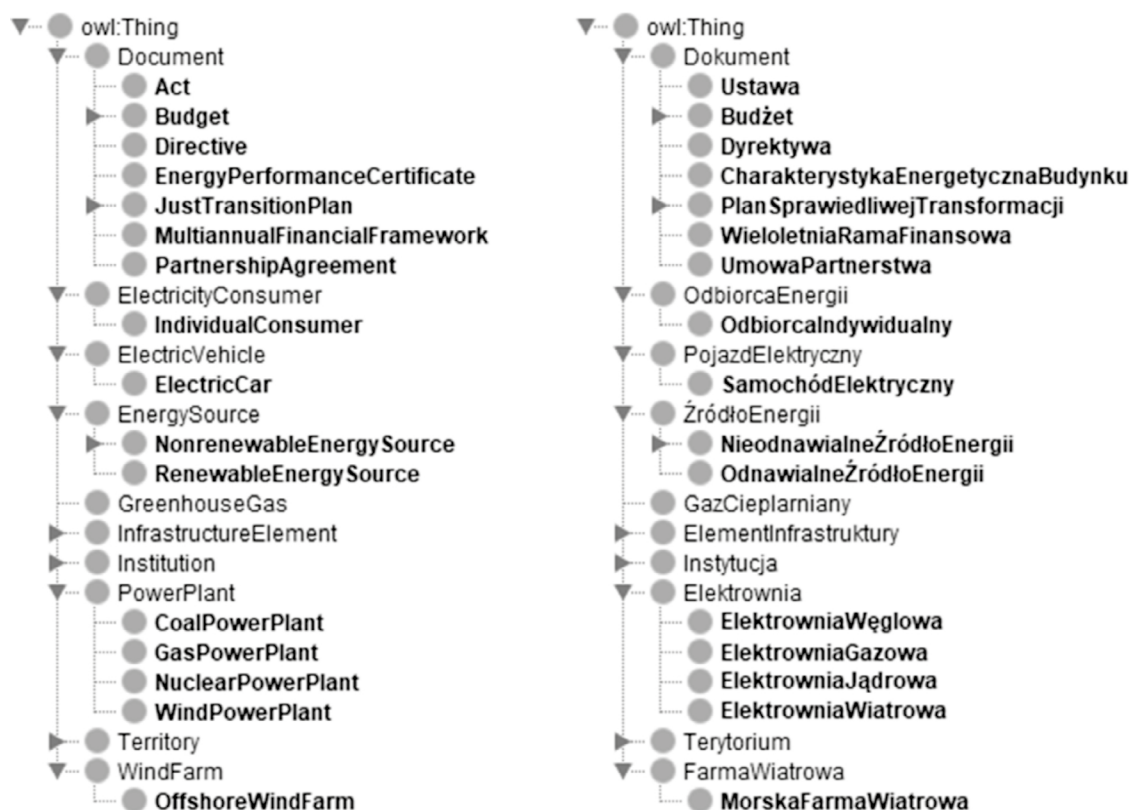 owl:Thing
Document
Act
Budget
Directive
EnergyPerformanceCertificate
JustTransitionPlan
MultiannualFinancialFramework
PartnershipAgreement
ElectricityConsumer
IndividualConsumer
ElectricVehicle
ElectricCar
EnergySource
NonrenewableEnergySource
RenewableEnergySource
GreenhouseGas
InfrastructureElement
Institution
PowerPlant
CoalPowerPlant
GasPowerPlant
NuclearPowerPlant
WindPowerPlant
Territory
WindFarm
OffshoreWindFarm
owl:Thing
Dokument
Ustawa
Budżet
Dyrektywa
CharakterystykaEnergetycznaBudynku
PlanSprawiedliwejTransformacji
WieloletniaRamaFinansowa
UmowaPartnerstwa
OdbiorcaEnergii
OdbiorcaIndywidualny
PojazdElektryczny
SamochódElektryczny
ŹródłoEnergii
NieodnawialneŹródłoEnergii
OdnawialneŹródłoEnergii
GazCieplarniany
ElementInfrastruktury
Instytucja
Elektrownia
ElektrowniaWęglowa
ElektrowniaGazowa
ElektrowniaJądrowa
ElektrowniaWiatrowa
Terytorium
FarmaWiatrowa
MorskaFarmaWiatrowa